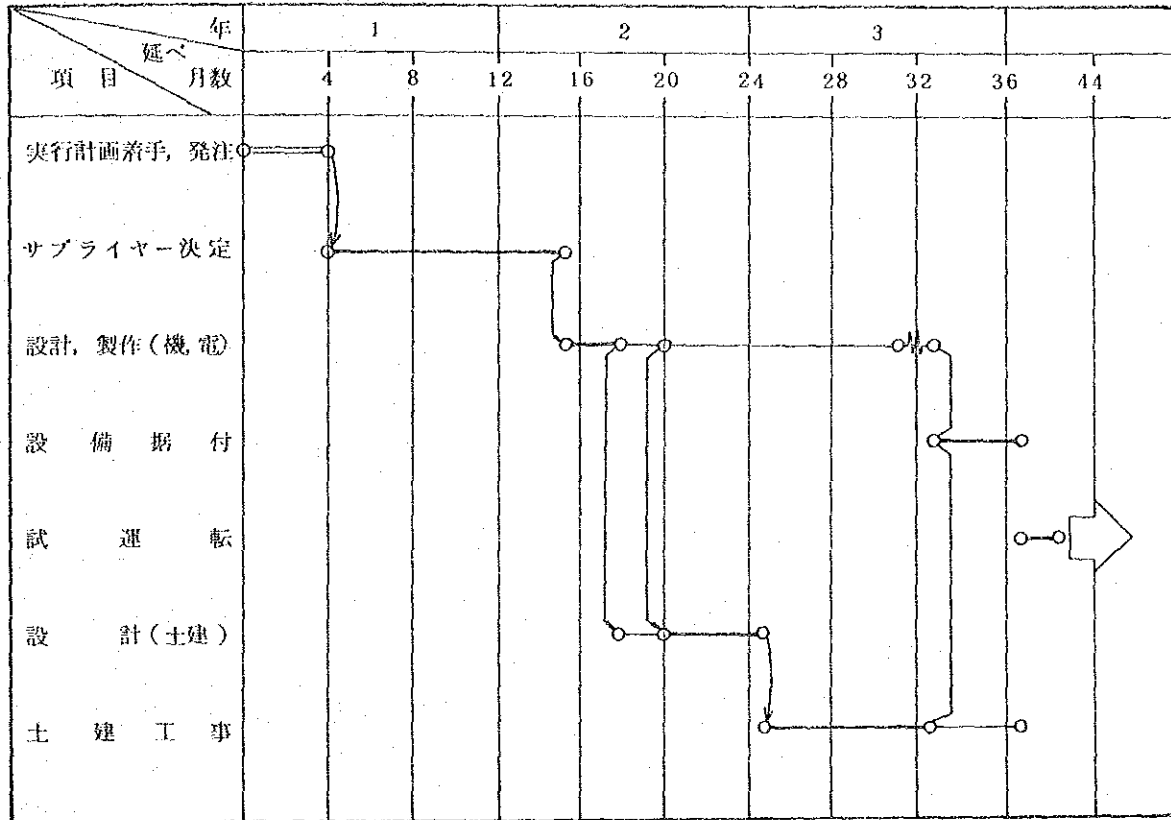 年
1 2 3
延べ
項目 月数
4 8 12 16 20 24 28 32 36 44
実行計画着手, 発注
サプライヤー決定
設計, 製作(機,電)
設備据付
試運転
設計(土建)
土建工事